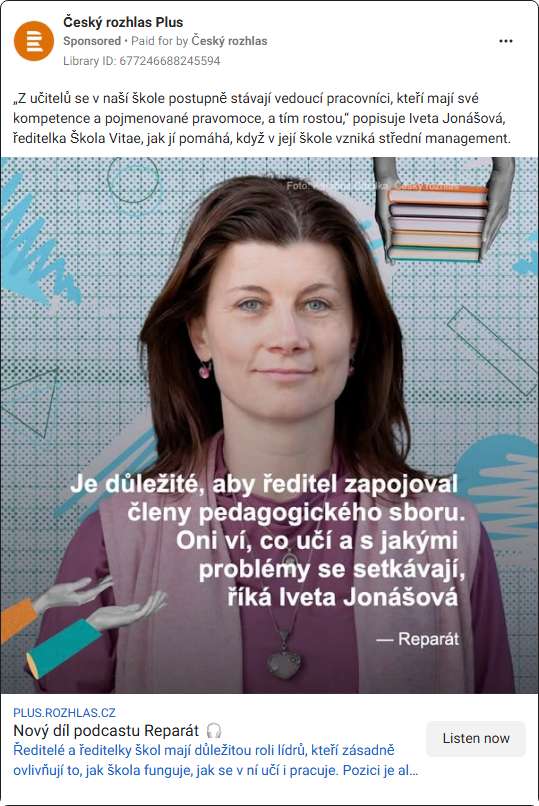 Český rozhlas Plus
Sponsored • Paid for by Český rozhlas
Library ID: 677246688245594
„Z učitelů se v naší škole postupně stávají vedoucí pracovníci, kteří mají své
kompetence a pojmenované pravomoce, a tím rostou,“ popisuje Iveta Jonášová,
ředitelka Škola Vitae, jak jí pomáhá, když v její škole vzniká střední management.
Foto: Český rozhlas
Je důležité, aby ředitel zapojoval
členy pedagogického sboru.
Oni ví, co učí a s jakými
problémy se setkávají,
říká Iveta Jonášová
— Reparát
PLUS.ROZHLAS.CZ
Nový díl podcastu Reparát 🎧
Ředitelé a ředitelky škol mají důležitou roli lídrů, kteří zásadně
ovlivňují to, jak škola funguje, jak se v ní učí i pracuje. Pozici je al...
Listen now